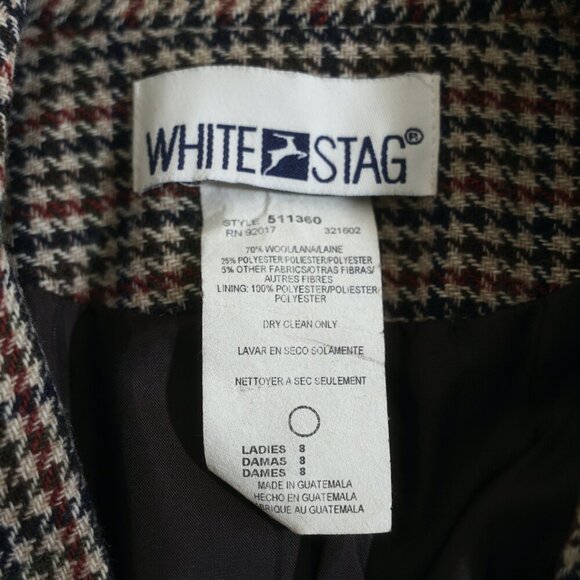 WHITE STAG®
STYLE 511360
RN 92017 321602
70% WOOL/LANA/LAINE
25% POLYESTER/POLIESTER/POLYESTER
5% OTHER FABRICS/OTRAS FIBRAS/
AUTRES FIBRES
LINING: 100% POLYESTER/POLIESTER/
POLYESTER
DRY CLEAN ONLY
LAVAR EN SECO SOLAMENTE
NETTOYER A SEC SEULEMENT
LADIES 8
DAMAS 8
DAMES 8
MADE IN GUATEMALA
HECHO EN GUATEMALA
BRIQUE AU GUATEMALA